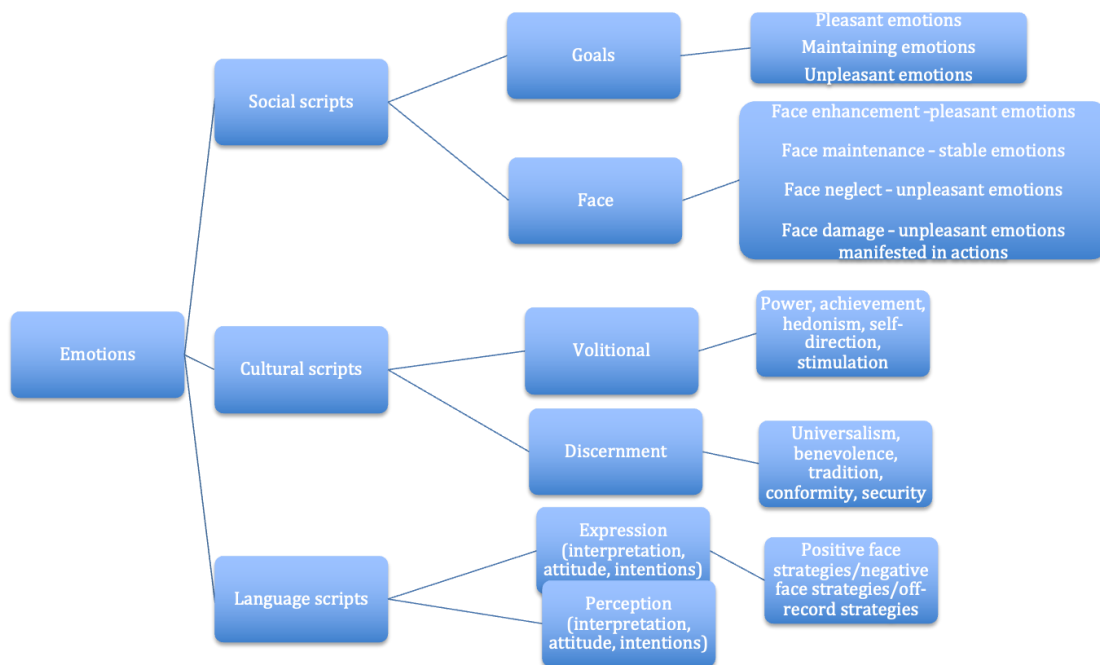 Emotions
Social scripts
Goals
Pleasant emotions
Maintaining emotions
Unpleasant emotions
Face
Face enhancement –pleasant emotions
Face maintenance – stable emotions
Face neglect – unpleasant emotions
Face damage – unpleasant emotions
manifested in actions
Cultural scripts
Volitional
Power, achievement,
hedonism, self-
direction,
stimulation
Discernment
Universalism,
benevolence,
tradition,
conformity, security
Language scripts
Expression
(interpretation,
attitude, intentions)
Positive face
strategies/negative
face strategies/off-
record strategies
Perception
(interpretation,
attitude, intentions)